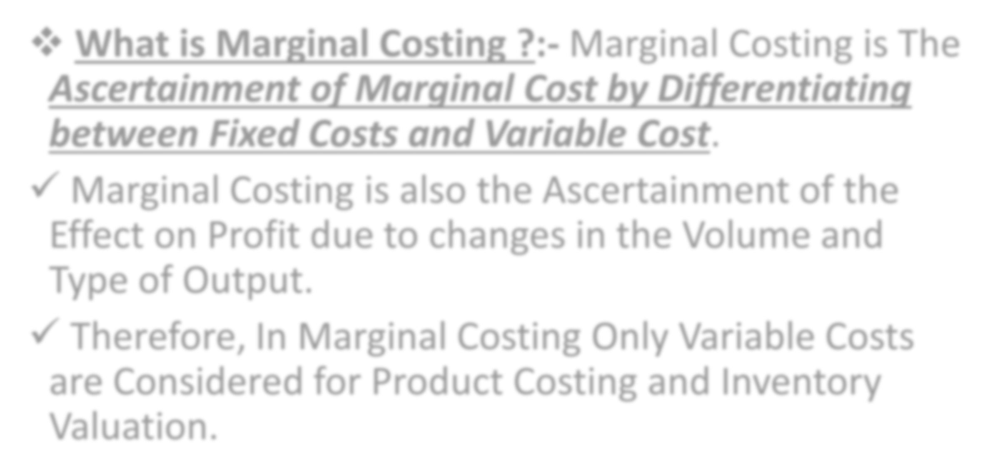 ❖ What is Marginal Costing ?:- Marginal Costing is The
Ascertainment of Marginal Cost by Differentiating
between Fixed Costs and Variable Cost.
✓ Marginal Costing is also the Ascertainment of the
Effect on Profit due to changes in the Volume and
Type of Output.
✓ Therefore, In Marginal Costing Only Variable Costs
are Considered for Product Costing and Inventory
Valuation.